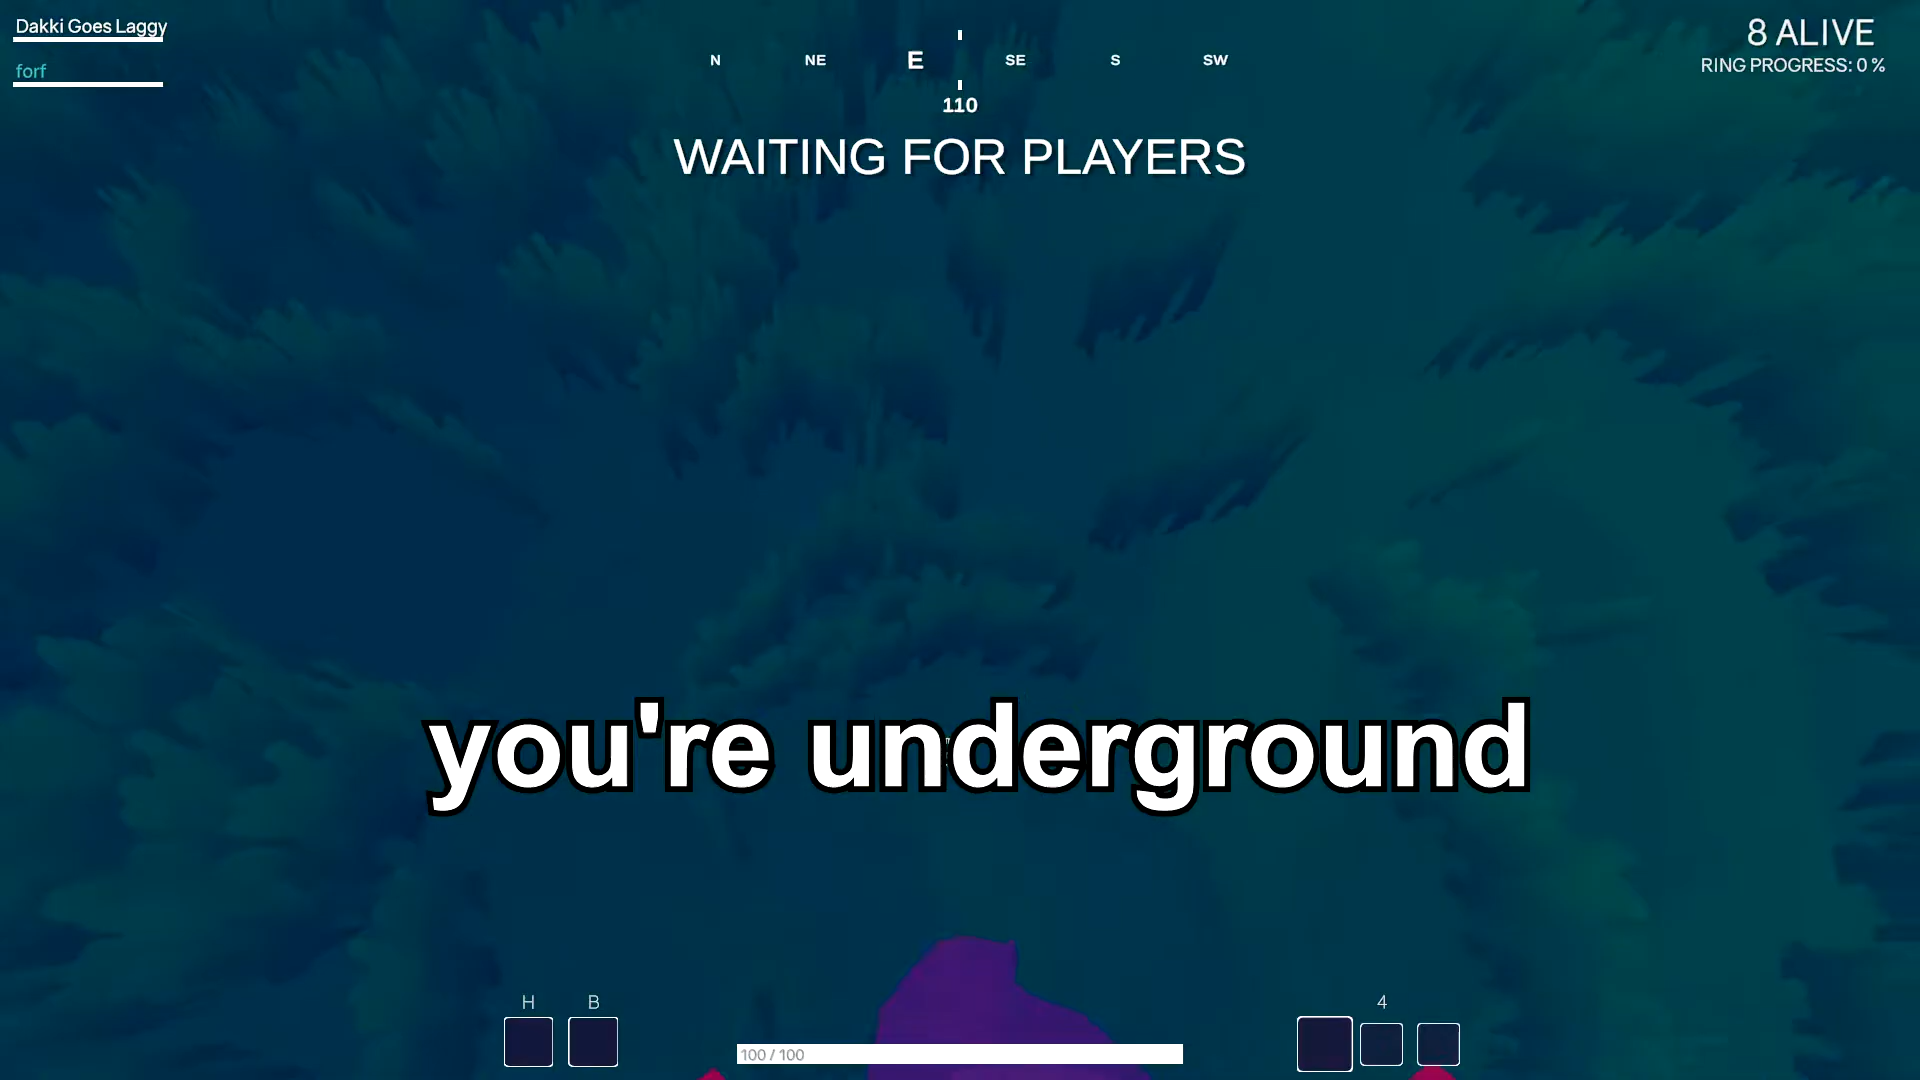 Dakki Goes Laggy
forf
N NE E SE S SW
110
WAITING FOR PLAYERS
8 ALIVE
RING PROGRESS: 0 %
you're underground
H B
100 / 100
4